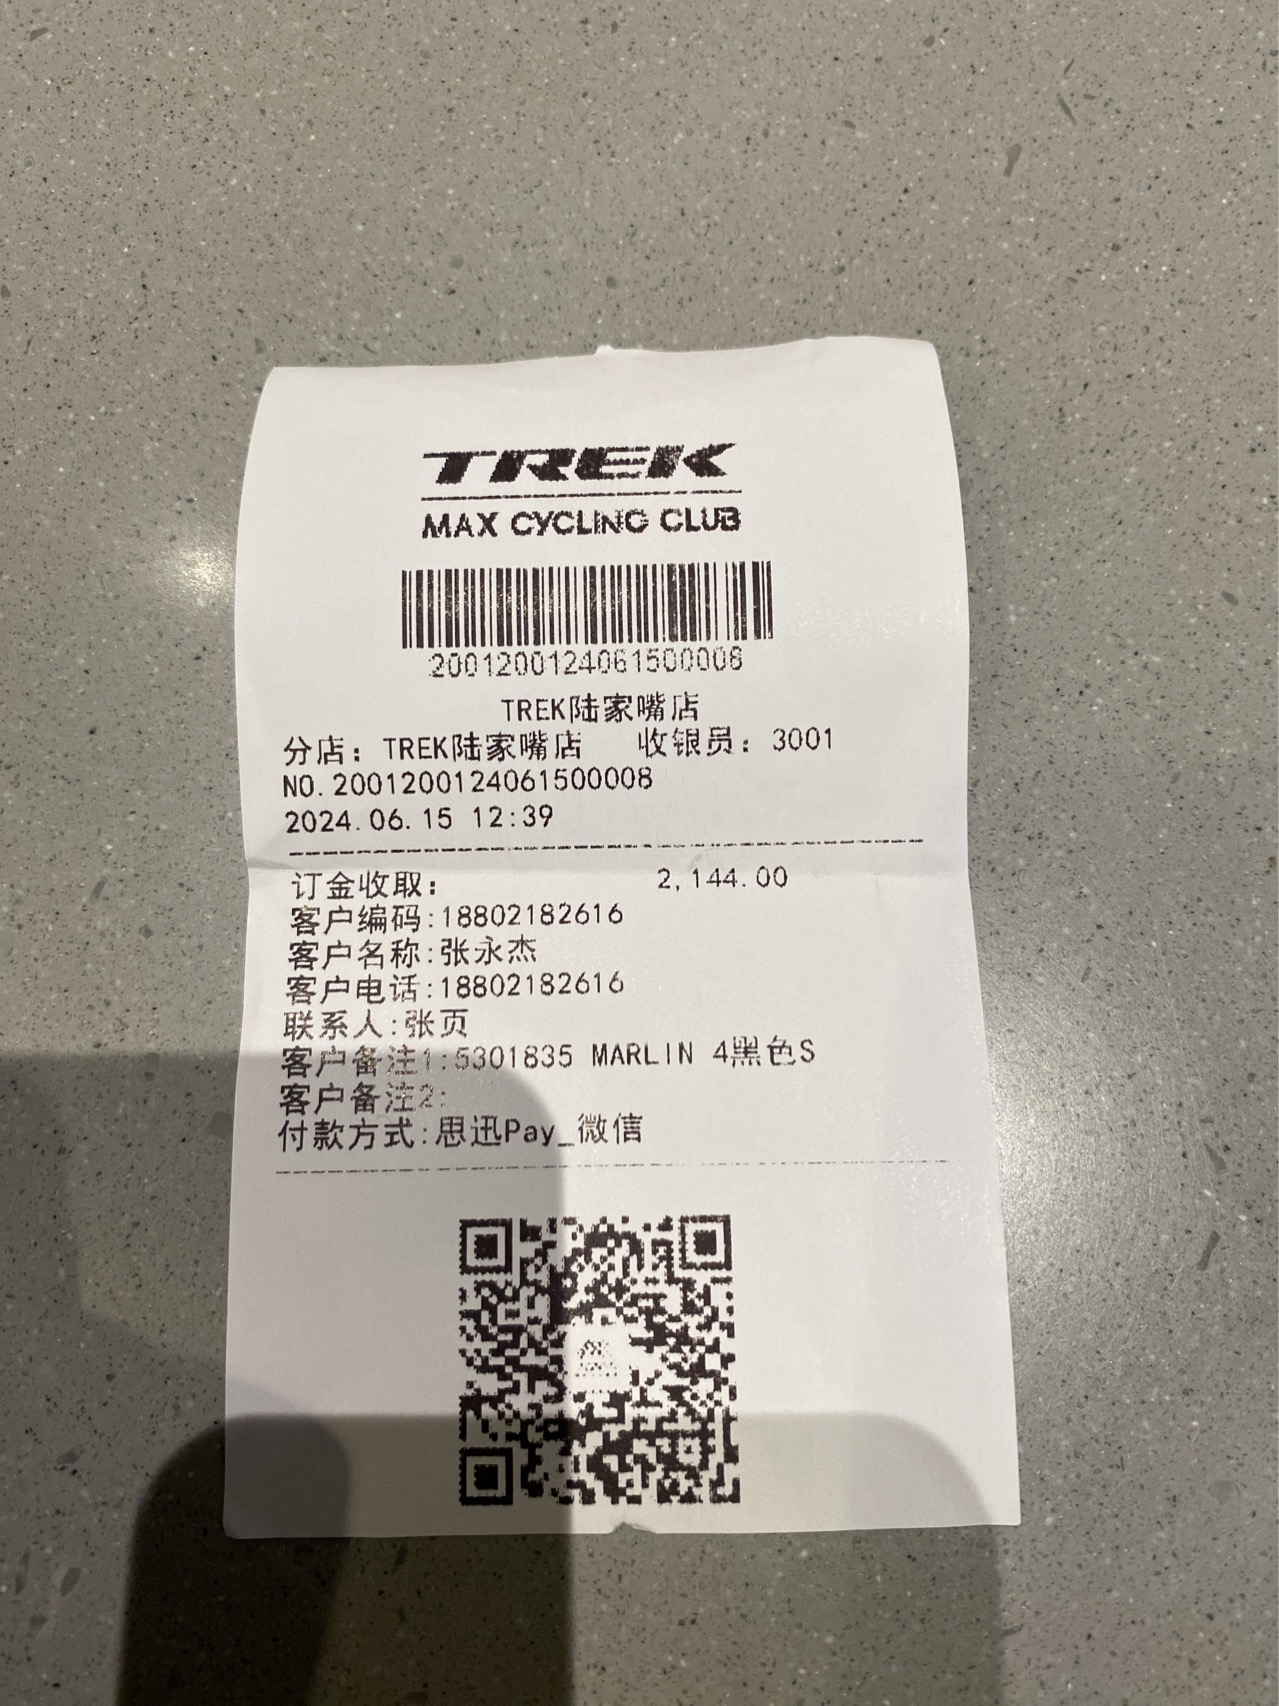 TREK
MAX CYCLING CLUB
2001200124061500008
TREK陆家嘴店
分店：TREK陆家嘴店 收银员：3001
NO.2001200124061500008
2024.06.15 12:39
订金收取： 2,144.00
客户编码:18802182616
客户名称:张永杰
客户电话:18802182616
联系人:张页
客户备注1:5301835 MARLIN 4黑色S
客户备注2:
付款方式:思迅Pay_微信